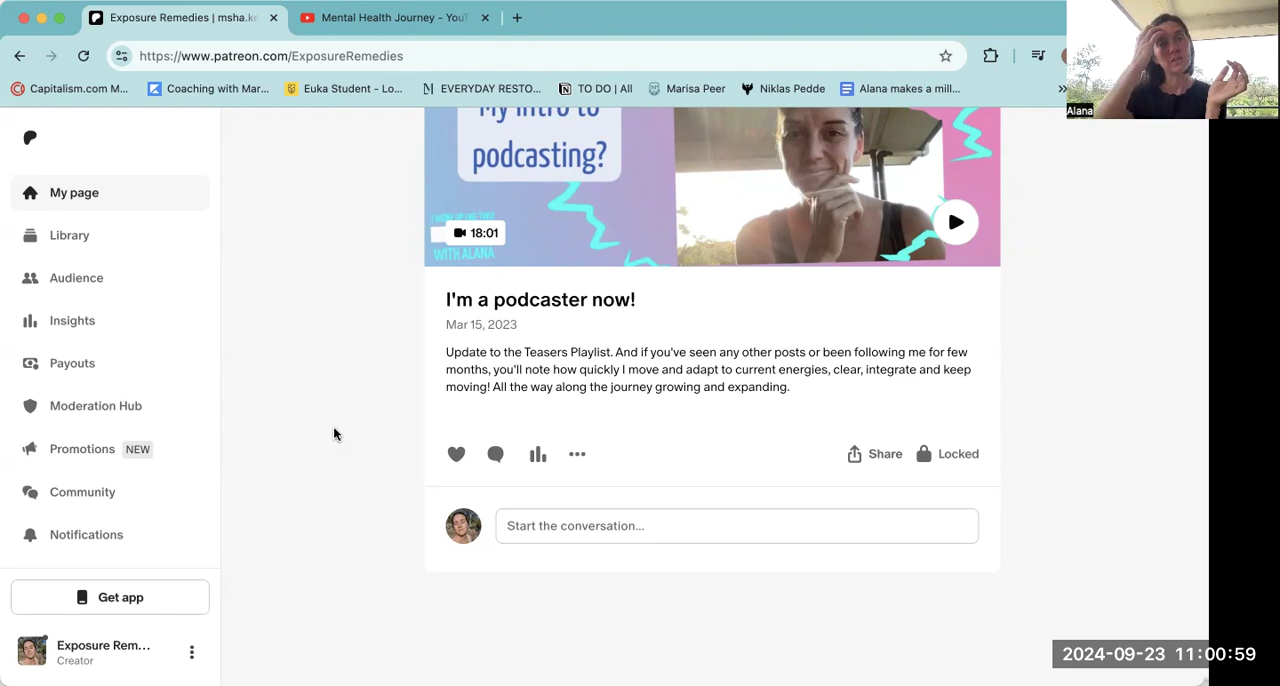 Exposure Remedies | msha.ke
Mental Health Journey - YouT
https://www.patreon.com/ExposureRemedies
Capitalism.com M...
Coaching with Mar...
Euka Student - Lo...
EVERYDAY RESTO...
TO DO | All
Marisa Peer
Niklas Pedde
Alana makes a mill...
Alana
My page
Library
Audience
Insights
Payouts
Moderation Hub
Promotions NEW
Community
Notifications
Get app
Exposure Rem...
Creator
My intro to
podcasting?
I WOKE UP LIKE THIS?
18:01
WITH ALANA
I'm a podcaster now!
Mar 15, 2023
Update to the Teasers Playlist. And if you've seen any other posts or been following me for few
months, you'll note how quickly I move and adapt to current energies, clear, integrate and keep
moving! All the way along the journey growing and expanding.
Share
Locked
Start the conversation...
2024-09-23 11:00:59